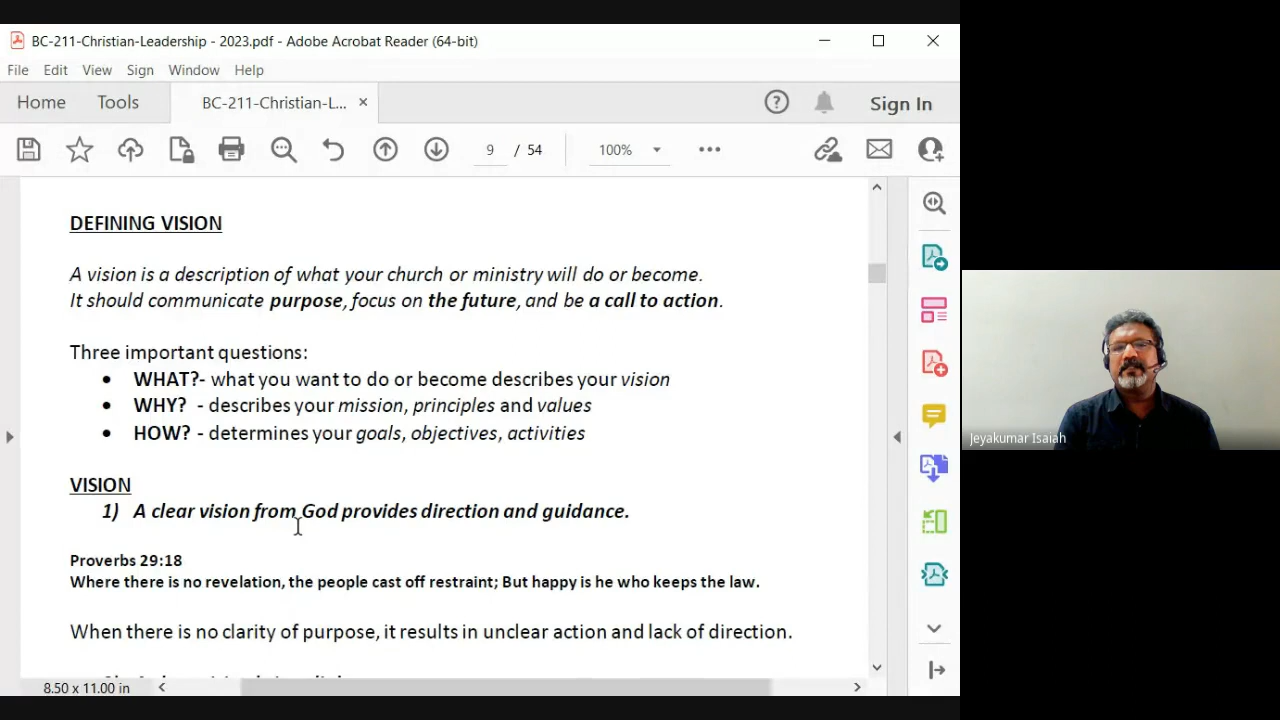 BC-211-Christian-Leadership - 2023.pdf - Adobe Acrobat Reader (64-bit)
File Edit View Sign Window Help
Home Tools BC-211-Christian-L... × Sign In
9 / 54 100%
DEFINING VISION
A vision is a description of what your church or ministry will do or become.
It should communicate purpose, focus on the future, and be a call to action.
Three important questions:
• WHAT?- what you want to do or become describes your vision
• WHY? - describes your mission, principles and values
• HOW? - determines your goals, objectives, activities
VISION
1) A clear vision from God provides direction and guidance.
Proverbs 29:18
Where there is no revelation, the people cast off restraint; But happy is he who keeps the law.
When there is no clarity of purpose, it results in unclear action and lack of direction.
8.50 x 11.00 in
Jeyakumar Isaiah